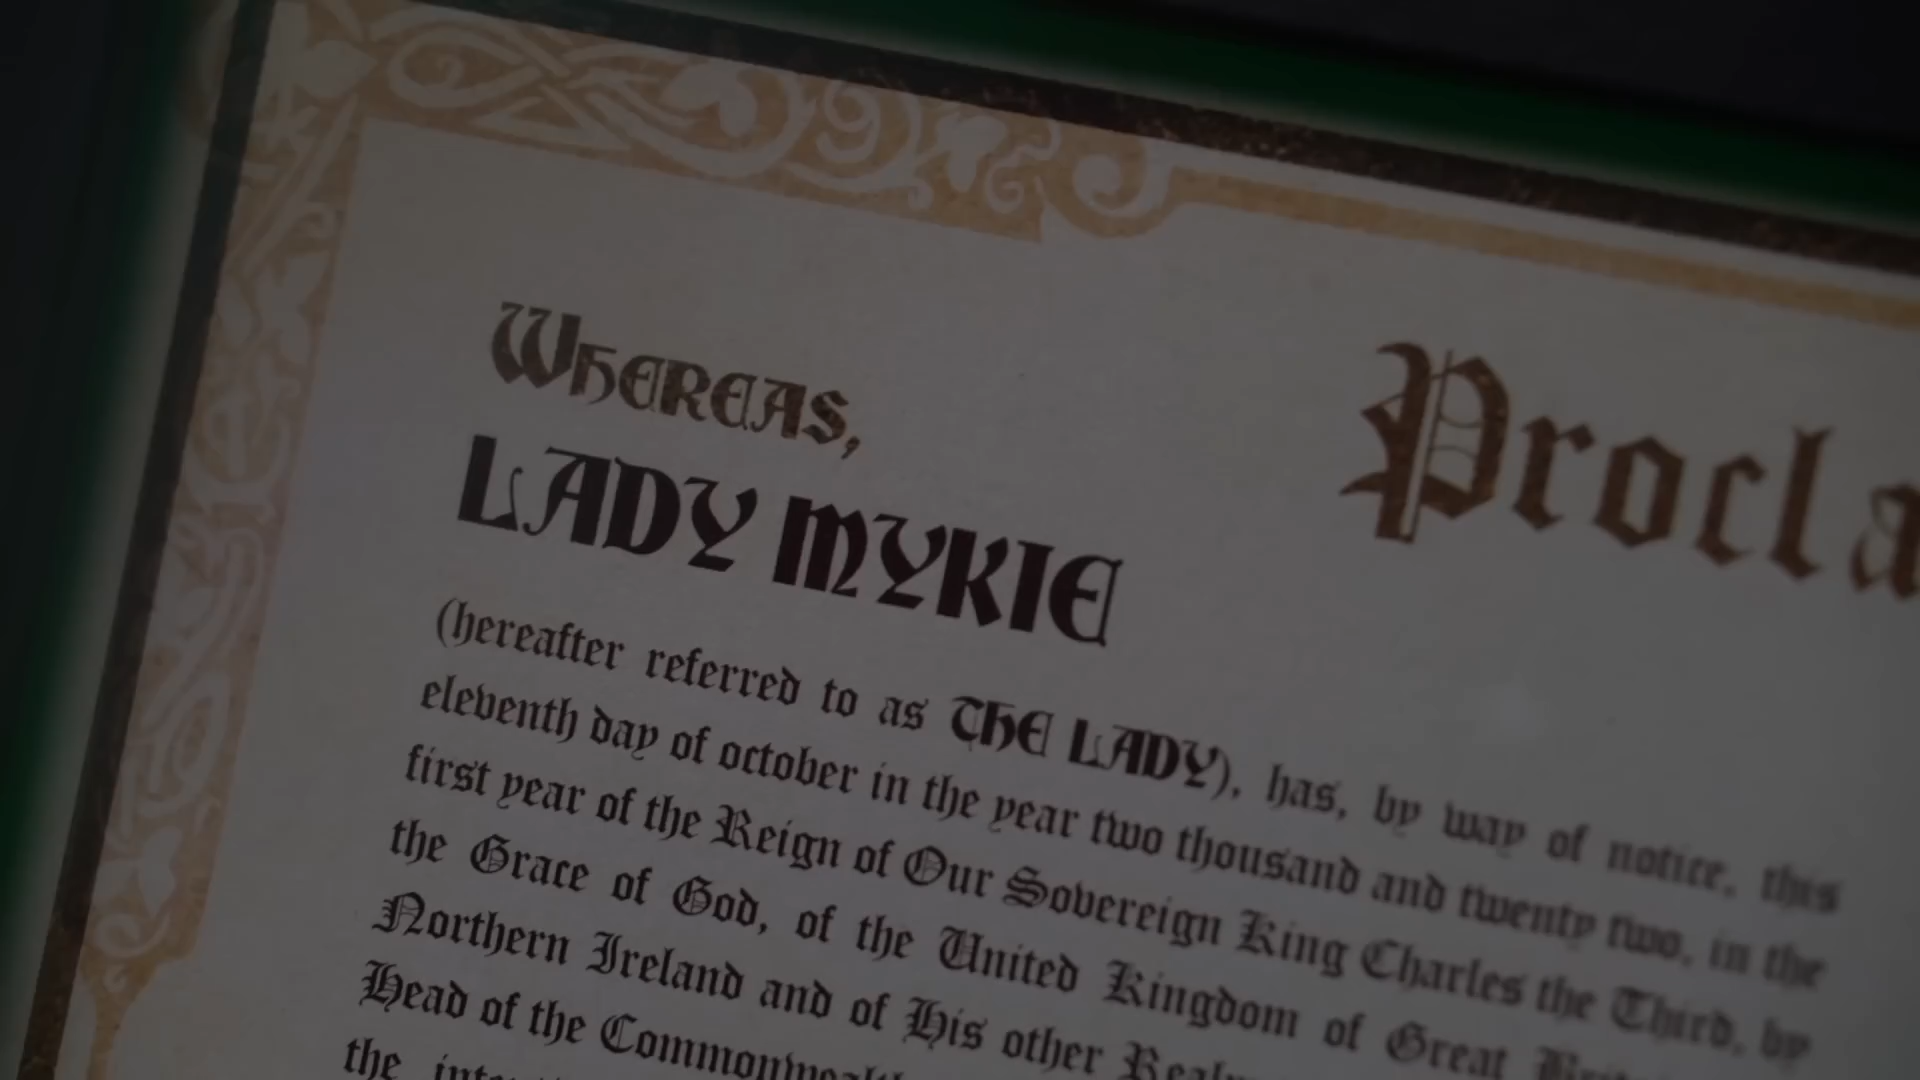 Whereas,
Procla
LADY MYKIE
(hereafter referred to as THE LADY), has, by way of notice, this
eleventh day of october in the year two thousand and twenty two, in the
first year of the Reign of Our Sovereign King Charles the Third, by
the Grace of God, of the United Kingdom of Great
Northern Ireland and of His other
Head of the
the